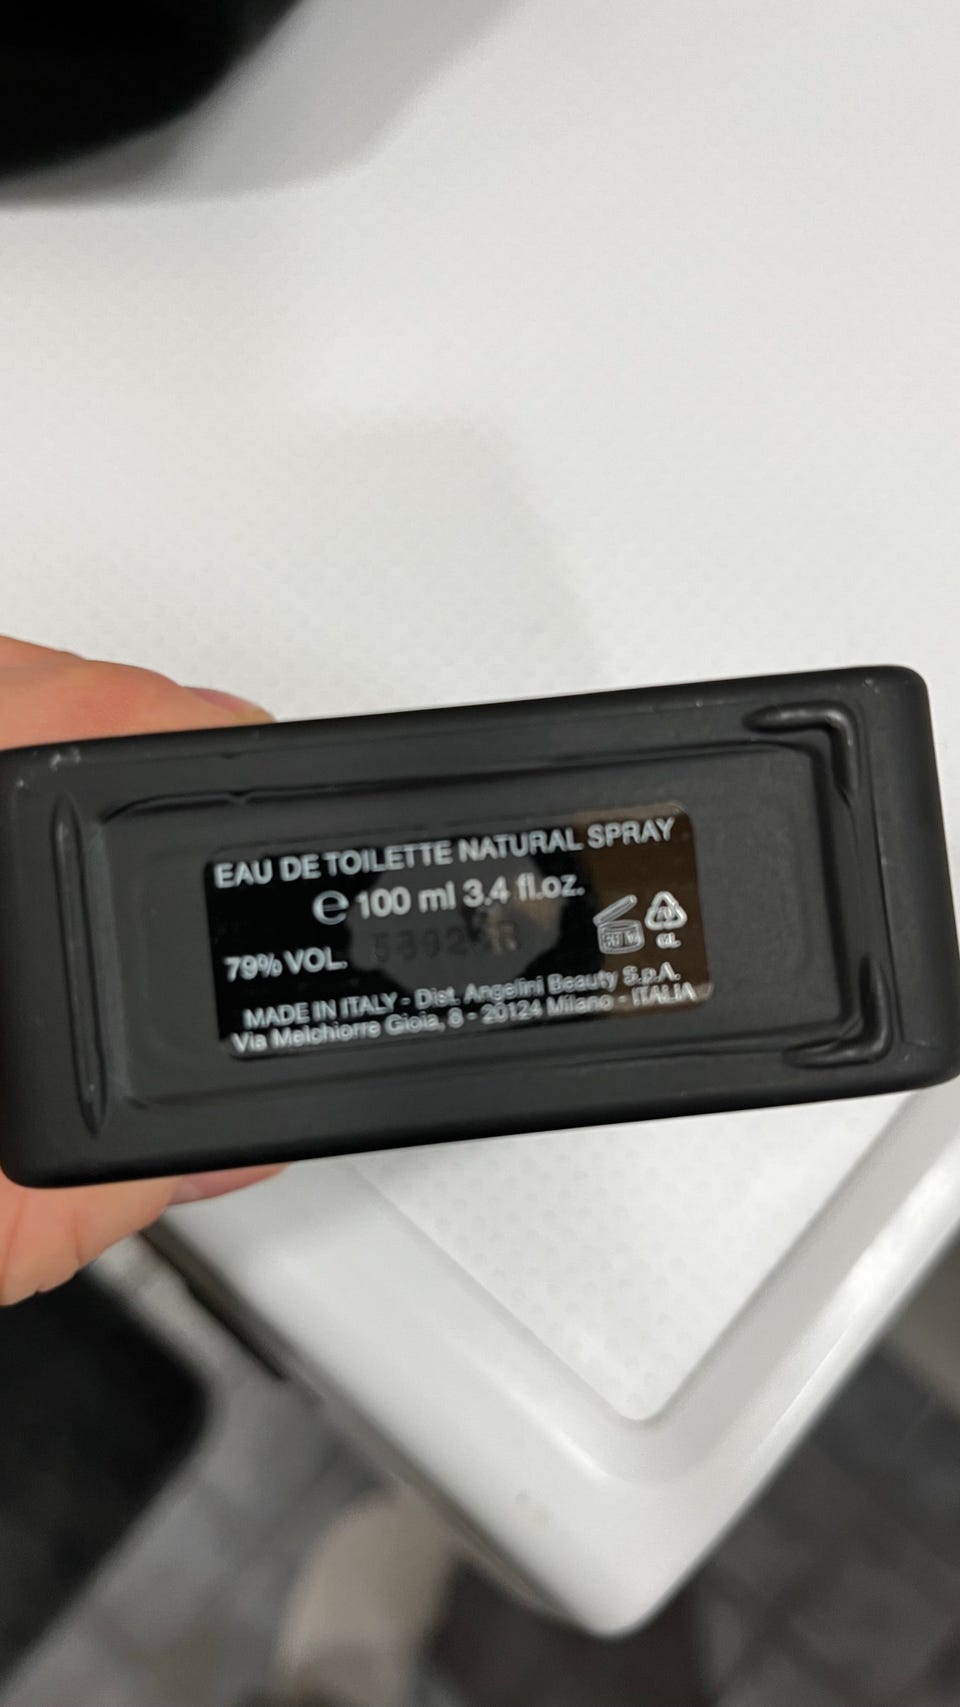 EAU DE TOILETTE NATURAL SPRAY
e 100 ml 3.4 fl.oz.
79% VOL.
GL
MADE IN ITALY - Dist. Angelini Beauty S.p.A.
Via Melchiorre Gioia, 8 - 20124 Milano - ITALIA